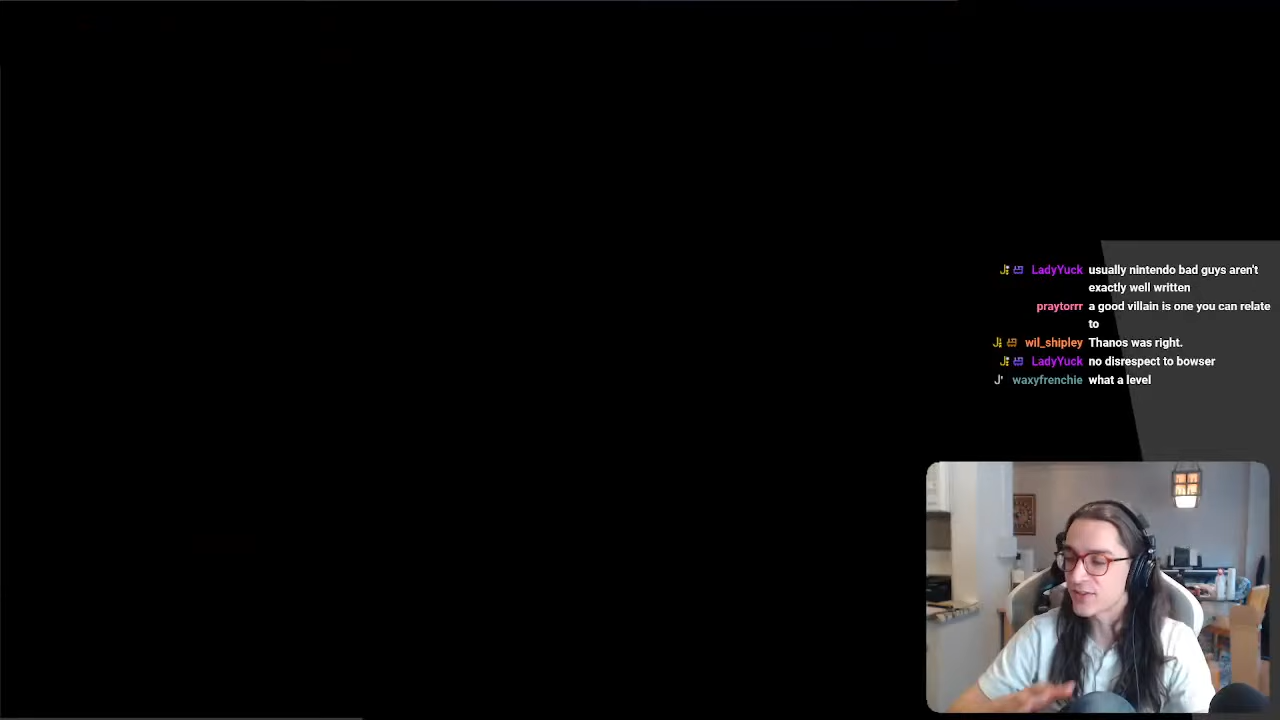 LadyYuck usually nintendo bad guys aren't
exactly well written
praytorrr a good villain is one you can relate
to
wil_shipley Thanos was right.
LadyYuck no disrespect to bowser
waxyfrenchie what a level